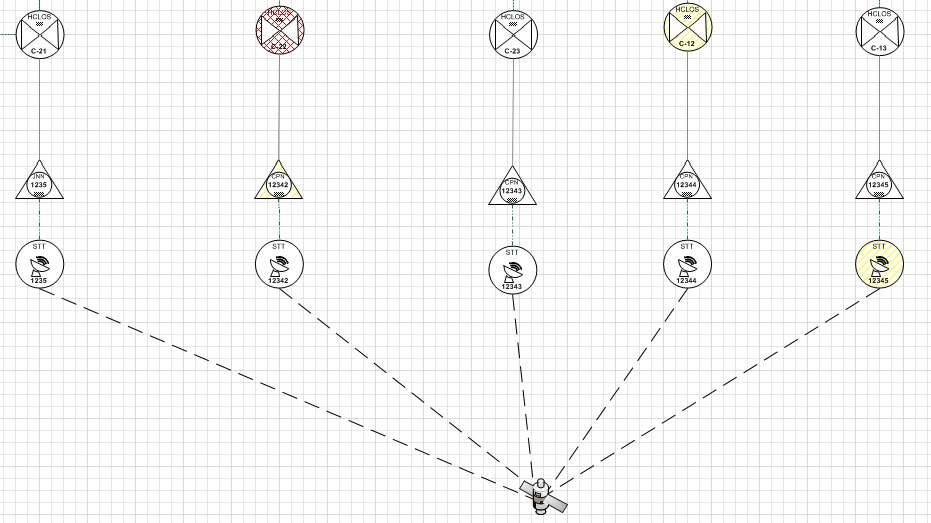 HCLOS
C-21
HCLOS
C-22
HCLOS
C-23
HCLOS
C-12
HCLOS
C-13
JNN
1235
CPN
12342
CPN
12343
CPN
12344
CPN
12345
STT
1235
STT
12342
STT
12343
STT
12344
STT
12345